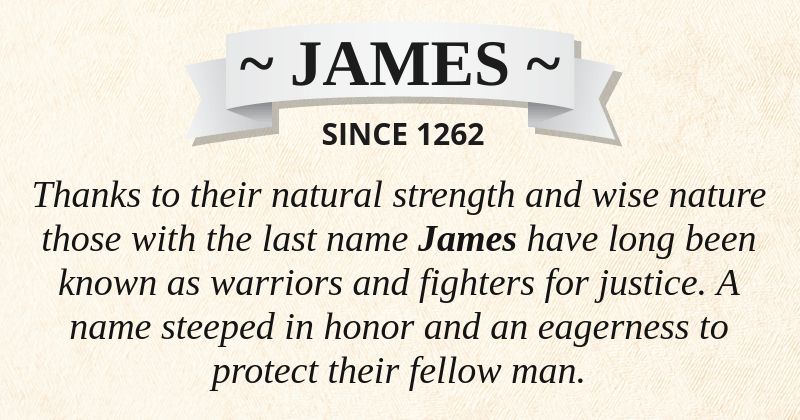 ~ JAMES ~
SINCE 1262
Thanks to their natural strength and wise nature
those with the last name James have long been
known as warriors and fighters for justice. A
name steeped in honor and an eagerness to
protect their fellow man.